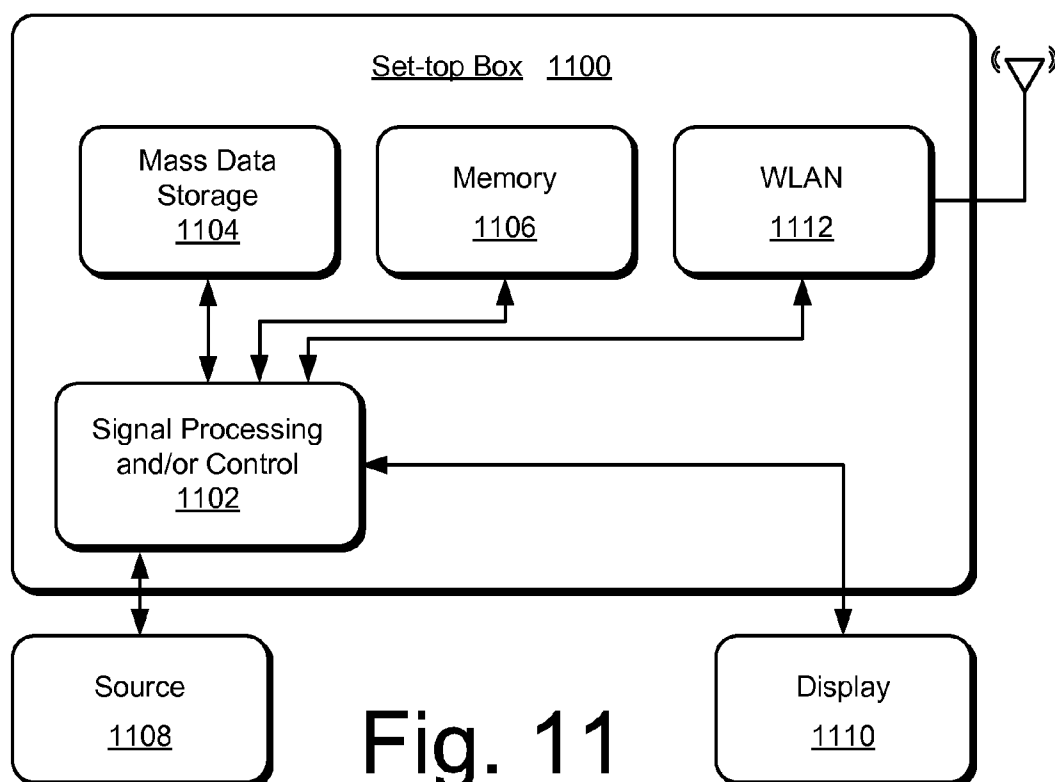 Set-top Box 1100
Mass Data
Storage
1104
Memory
1106
WLAN
1112
Signal Processing
and/or Control
1102
Source
1108
Display
1110
Fig. 11